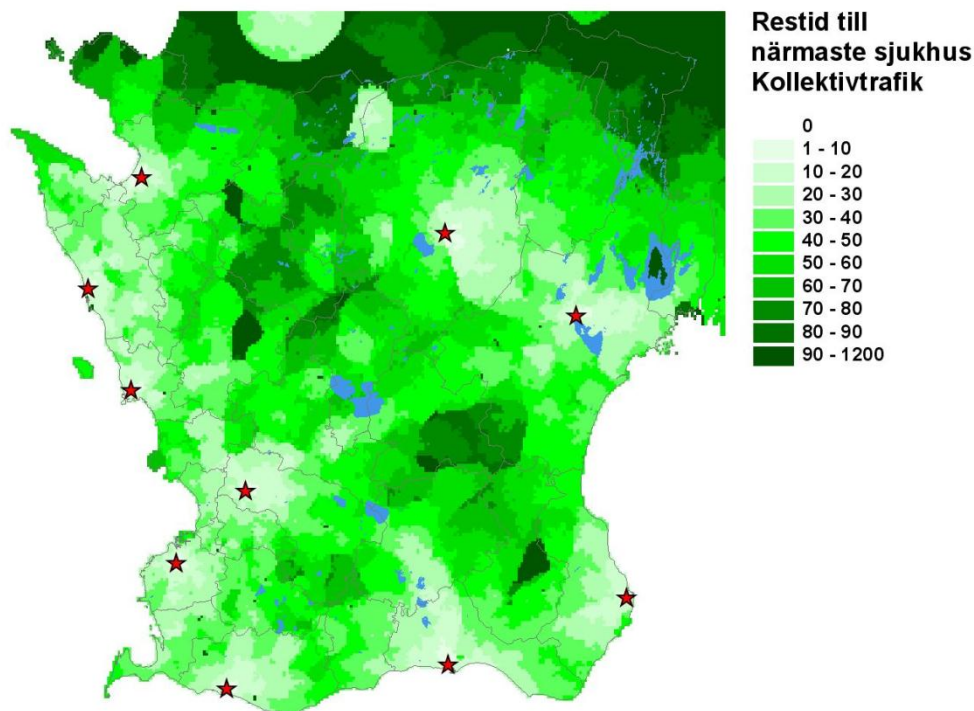 Restid till
närmaste sjukhus
Kollektivtrafik
0
1 - 10
10 - 20
20 - 30
30 - 40
40 - 50
50 - 60
60 - 70
70 - 80
80 - 90
90 - 1200